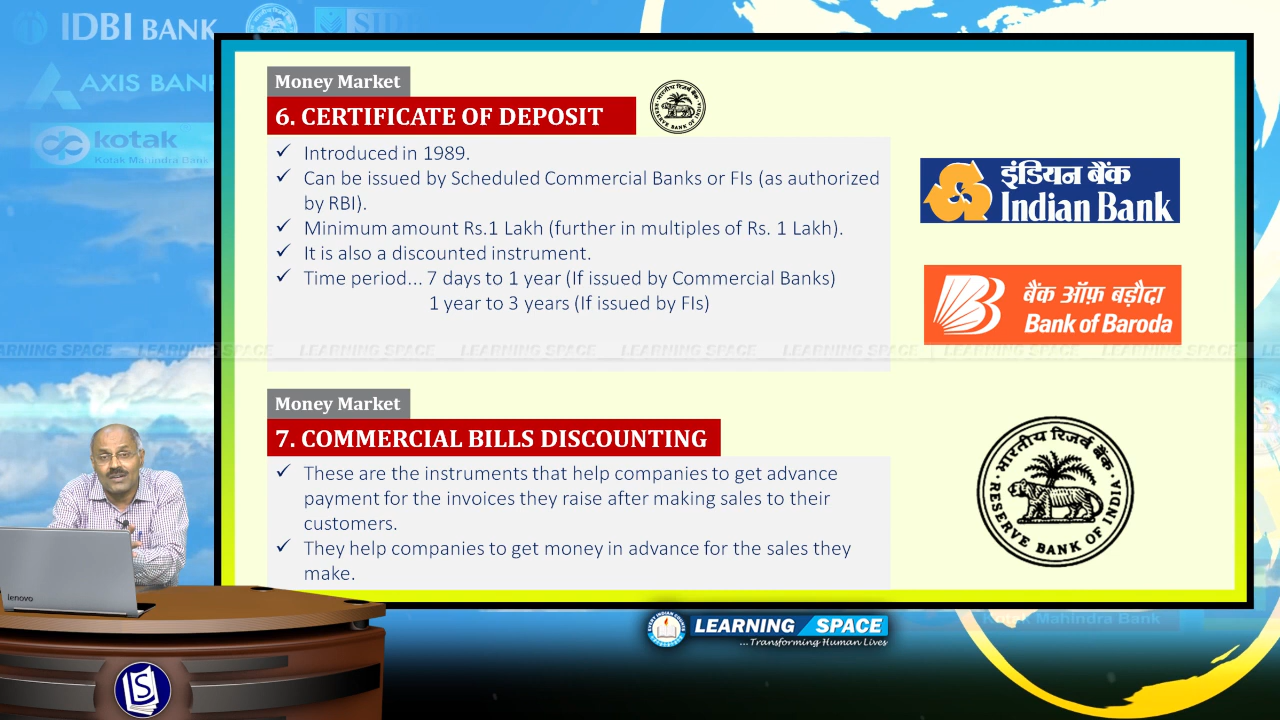 IDBI BANK
AXIS BANK
kotak
Kotak Mahindra Bank
Money Market
6. CERTIFICATE OF DEPOSIT
✓ Introduced in 1989.
✓ Can be issued by Scheduled Commercial Banks or FIs (as authorized
by RBI).
✓ Minimum amount Rs.1 Lakh (further in multiples of Rs. 1 Lakh).
✓ It is also a discounted instrument.
✓ Time period... 7 days to 1 year (If issued by Commercial Banks)
1 year to 3 years (If issued by FIs)
इंडियन बैंक
Indian Bank
बैंक ऑफ़ बड़ौदा
Bank of Baroda
LEARNING SPACE LEARNING SPACE LEARNING SPACE LEARNING SPACE LEARNING SPACE LEARNING SPACE LEARNING SPACE LEARNING SPACE
Money Market
7. COMMERCIAL BILLS DISCOUNTING
✓ These are the instruments that help companies to get advance
payment for the invoices they raise after making sales to their
customers.
✓ They help companies to get money in advance for the sales they
make.
भारतीय रिज़र्व बैंक
RESERVE BANK OF INDIA
lenovo
LS
LEARNING SPACE
...Transforming Human Lives
Kotak Mahindra Bank